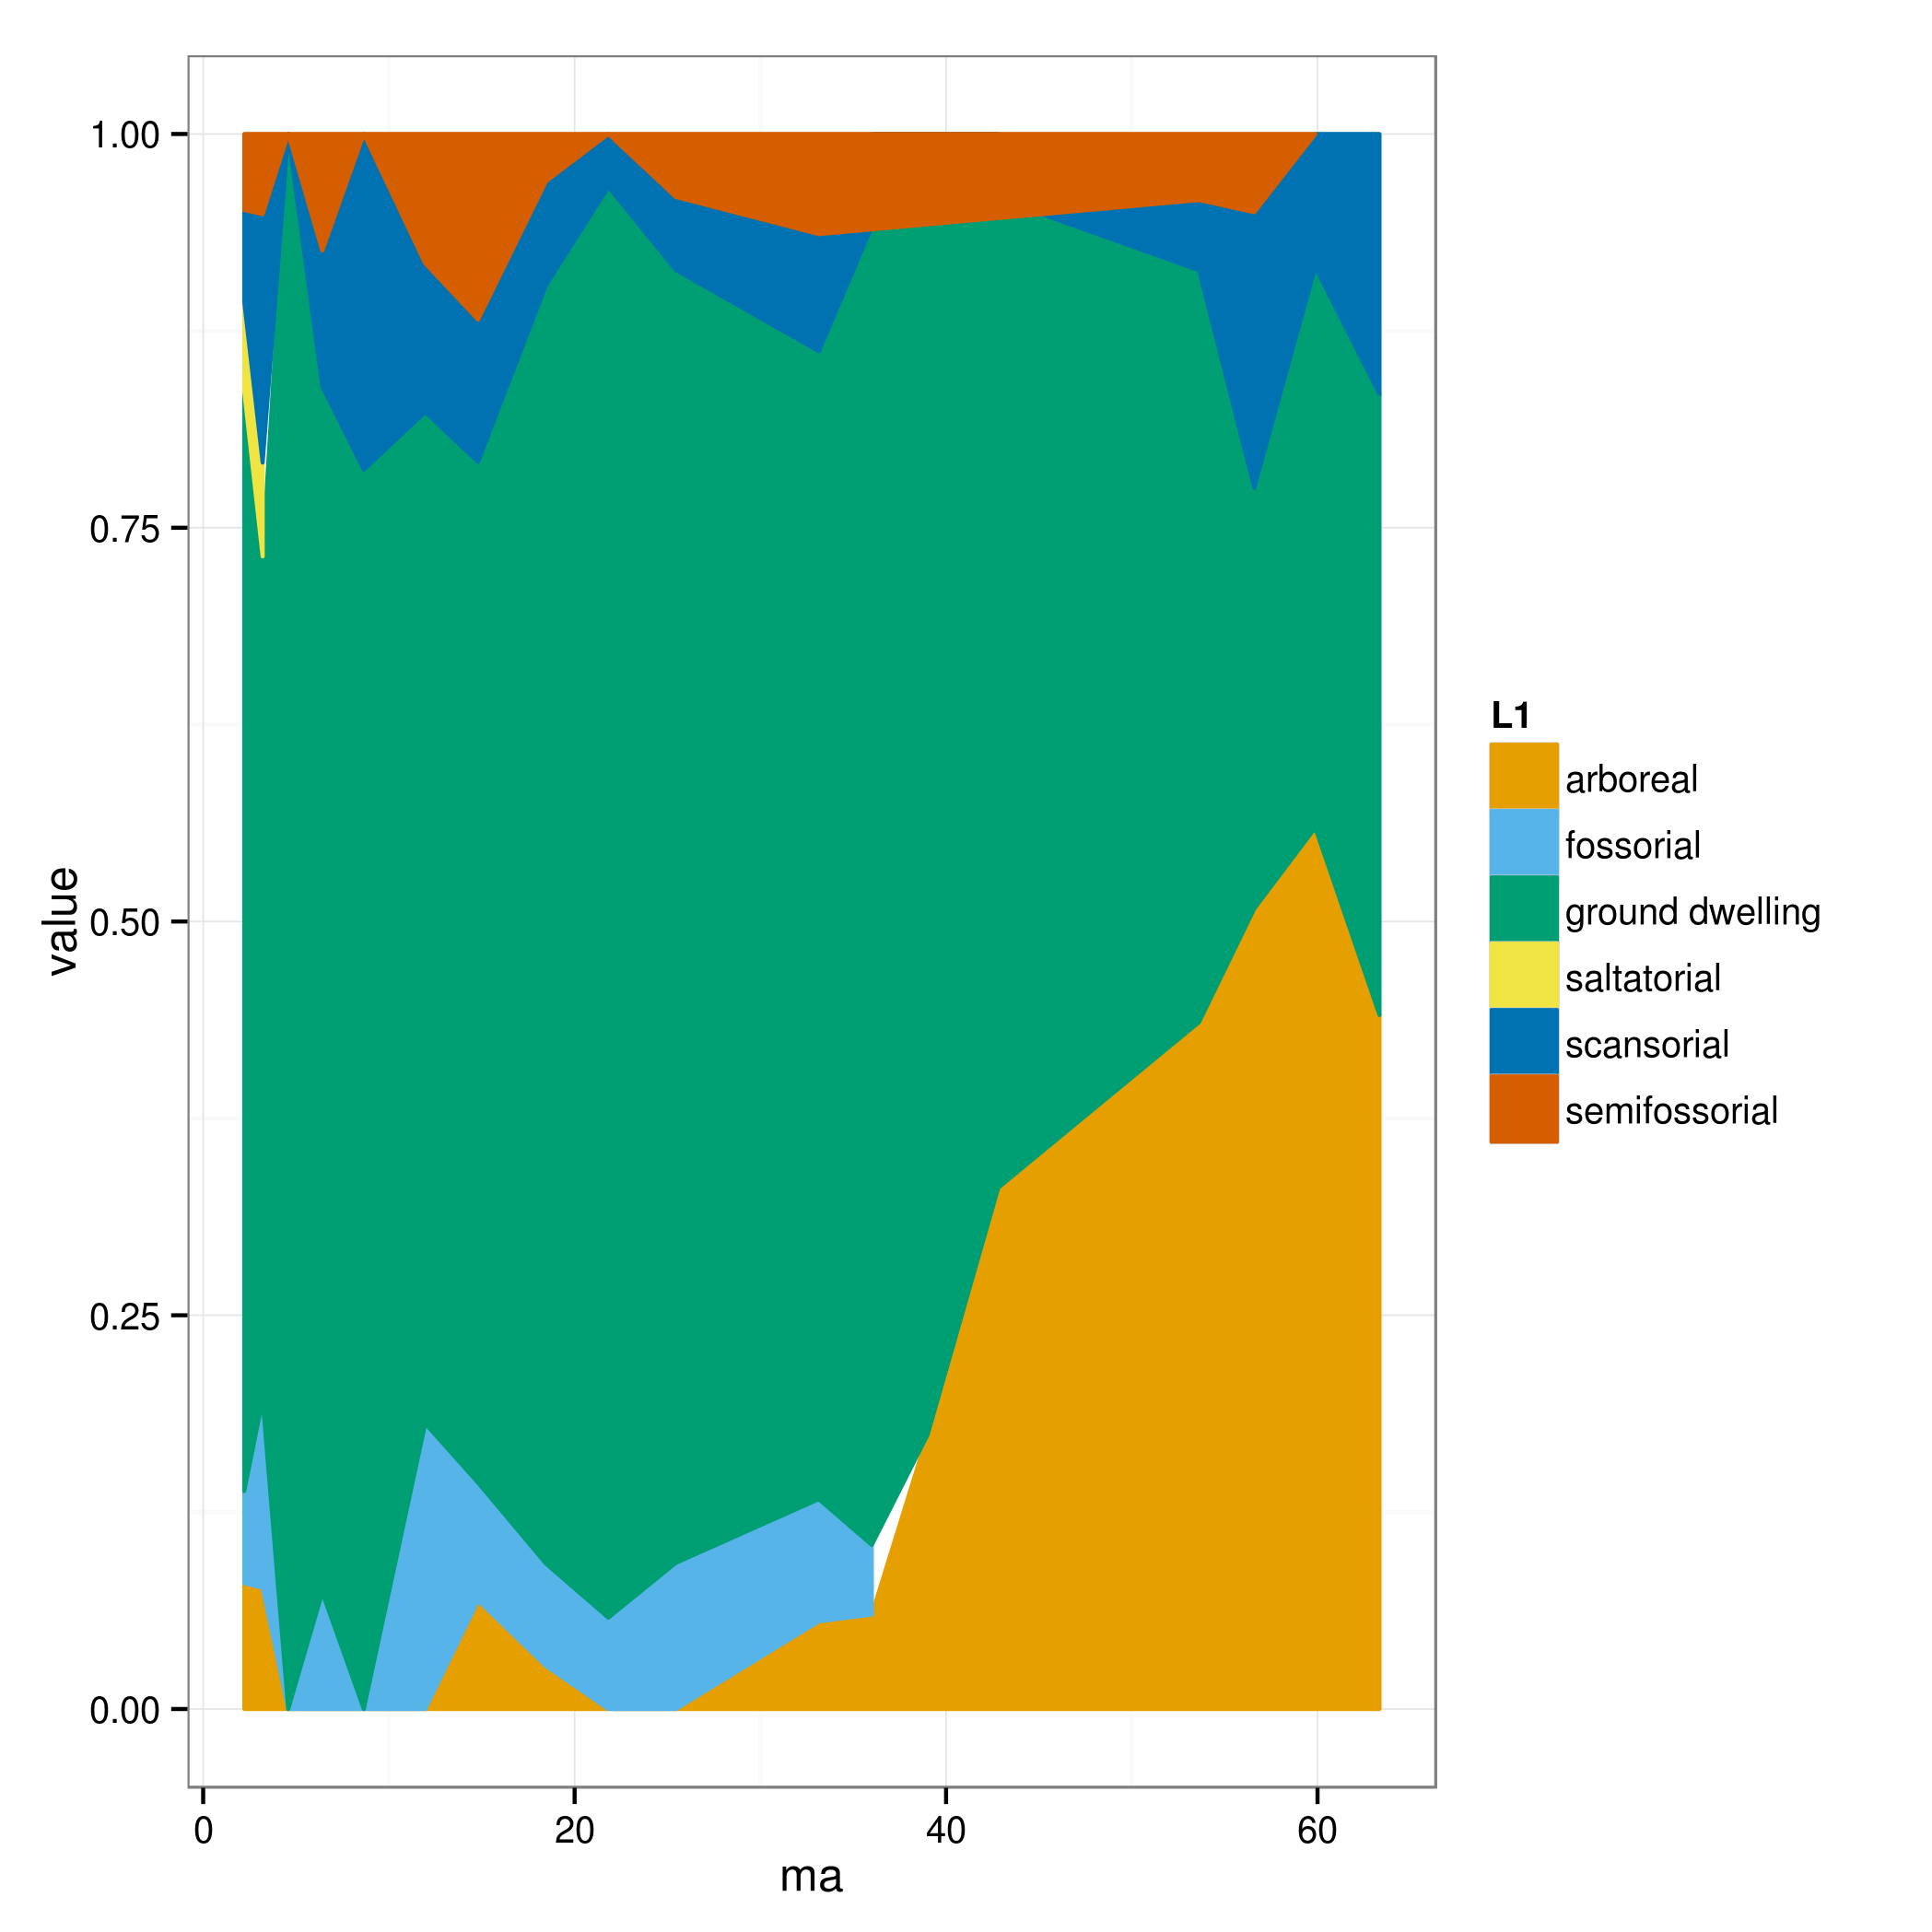 1.00
0.75
0.50
0.25
0.00
value
0 20 40 60
ma
L1
arboreal
fossorial
ground dwelling
saltatorial
scansorial
semifossorial